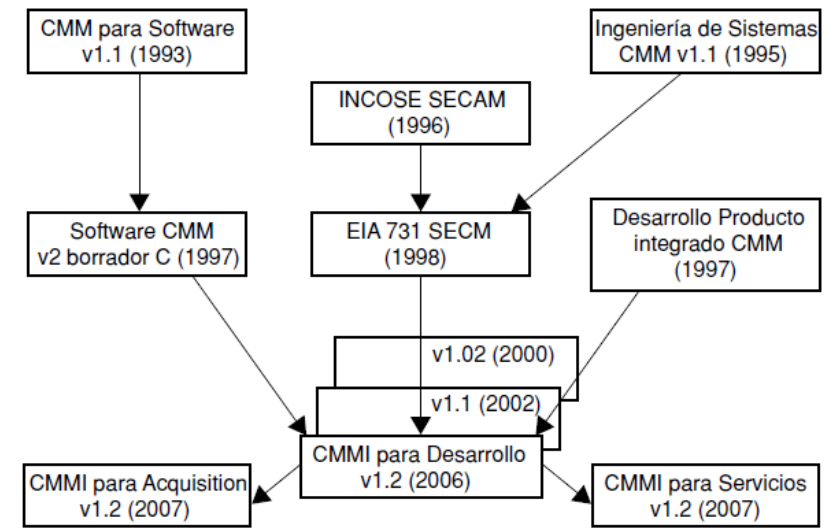 CMM para Software
v1.1 (1993)
Ingeniería de Sistemas
CMM v1.1 (1995)
INCOSE SECAM
(1996)
Software CMM
v2 borrador C (1997)
EIA 731 SECM
(1998)
Desarrollo Producto
integrado CMM
(1997)
v1.02 (2000)
v1.1 (2002)
CMMI para Desarrollo
v1.2 (2006)
CMMI para Acquisition
v1.2 (2007)
CMMI para Servicios
v1.2 (2007)